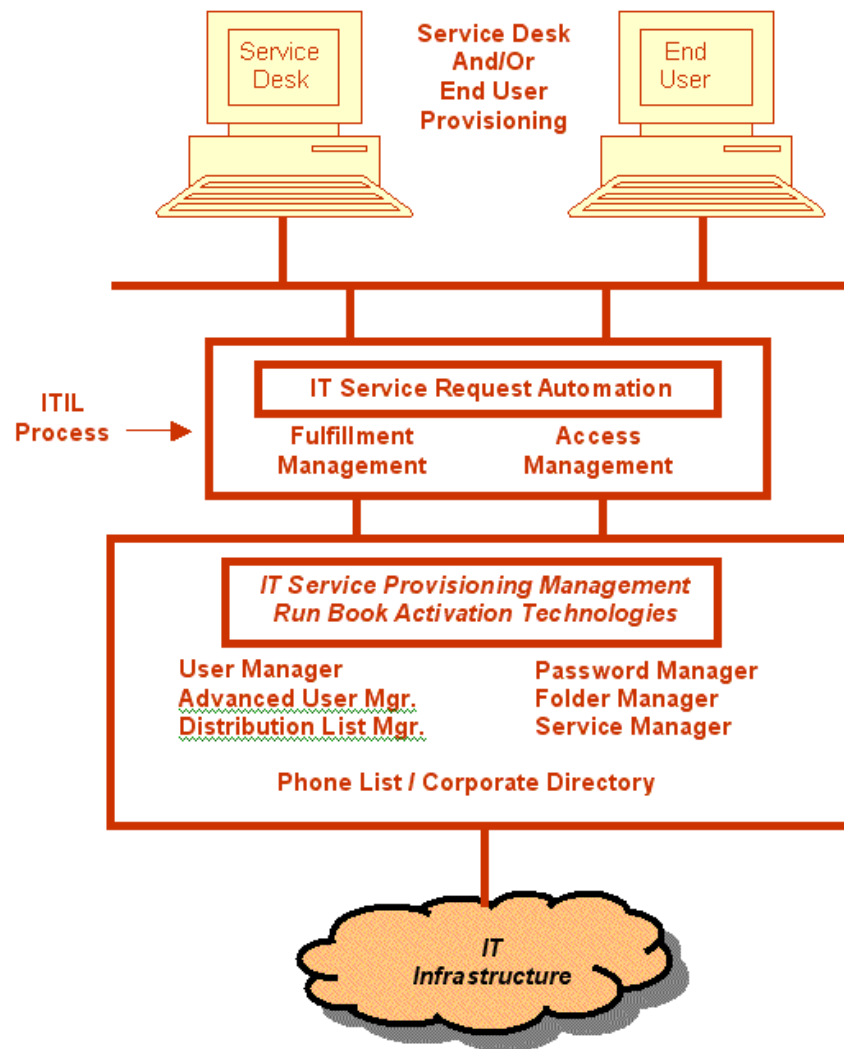 Service
Desk
Service Desk
And/Or
End User
Provisioning
End
User
IT Service Request Automation
ITIL
Process
Fulfillment
Management
Access
Management
IT Service Provisioning Management
Run Book Activation Technologies
User Manager
Advanced User Mgr.
Distribution List Mgr.
Password Manager
Folder Manager
Service Manager
Phone List / Corporate Directory
IT
Infrastructure